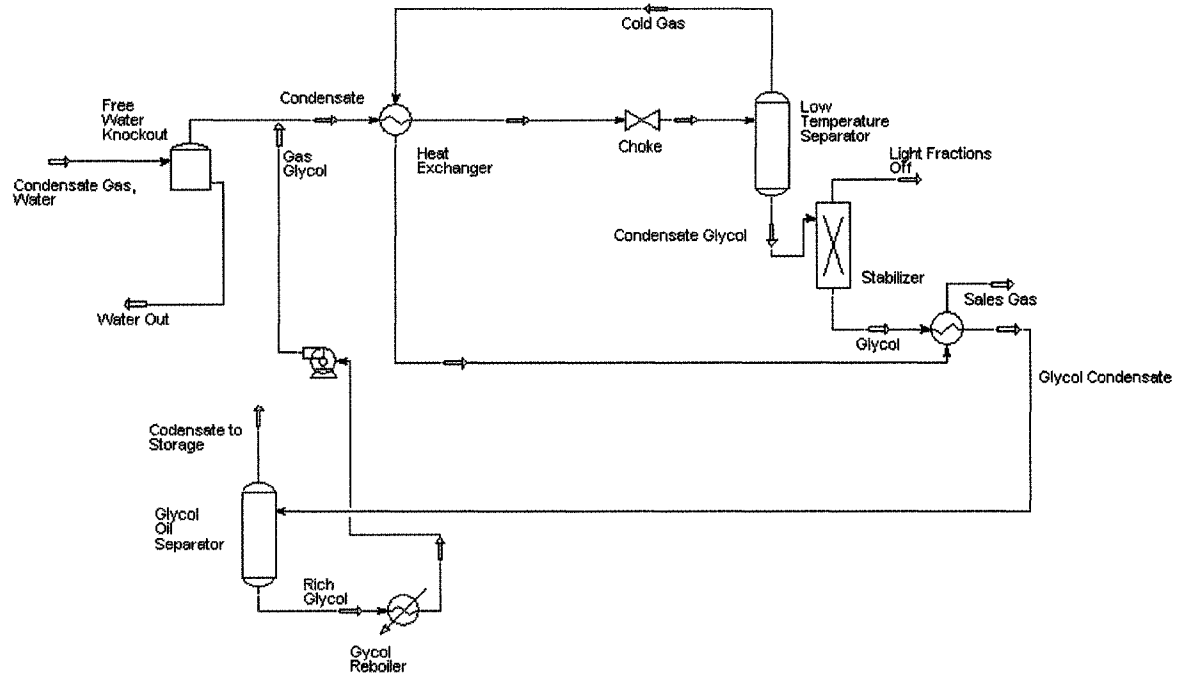 Cold Gas
Free
Water
Knockout
Condensate
Low
Temperature
Separator
Gas
Glycol
Heat
Exchanger
Choke
Light Fractions
Off
Condensate Gas,
Water
Condensate Glycol
Stabilizer
Sales Gas
Water Out
Glycol
Glycol Condensate
Codensate to
Storage
Glycol
Oil
Separator
Rich
Glycol
Gycol
Reboiler